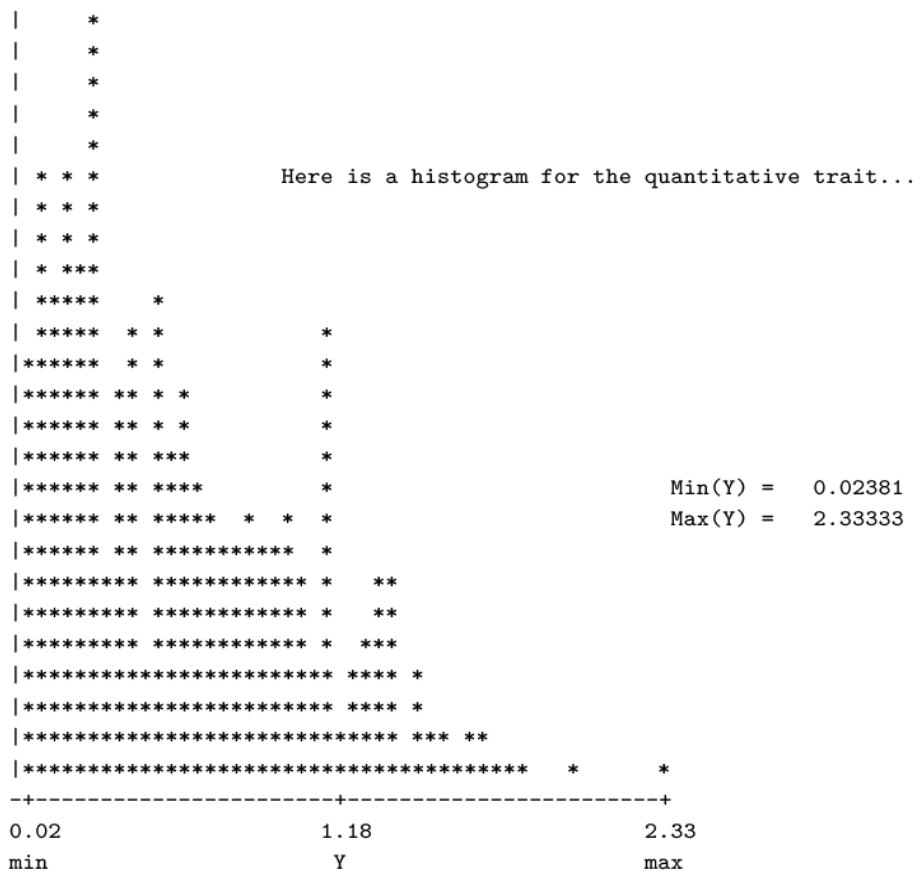 Here is a histogram for the quantitative trait...
Min(Y) = 0.02381
Max(Y) = 2.33333
0.02 1.18 2.33
min Y max